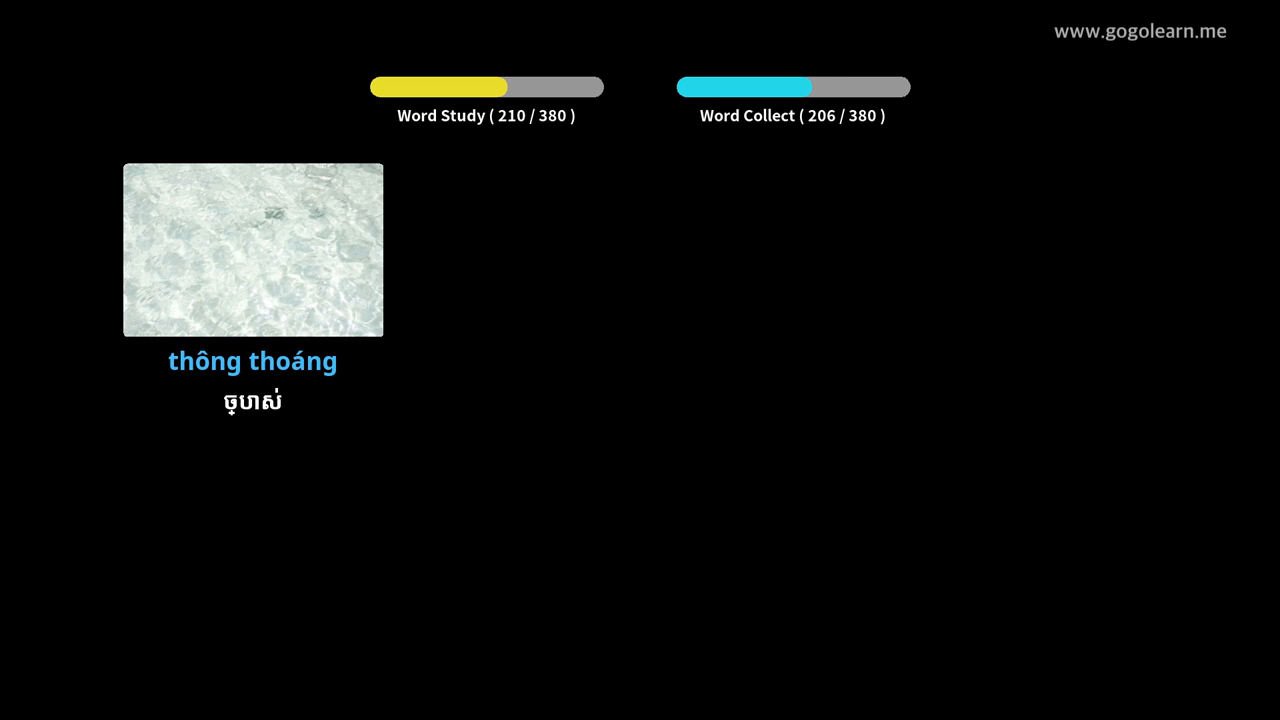 www.gogolearn.me
Word Study ( 210 / 380 )
Word Collect ( 206 / 380 )
thông thoáng
ច្បាស់